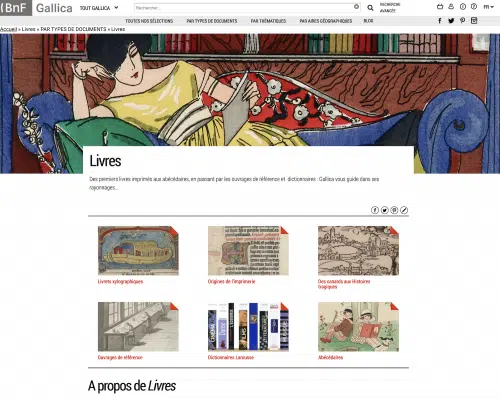 BnF Gallica TOUT GALLICA Rechercher... RECHERCHE AVANCÉE FR
TOUTES NOS SÉLECTIONS PAR TYPES DE DOCUMENTS PAR THÉMATIQUES PAR AIRES GÉOGRAPHIQUES BLOG
Accueil » Livres » PAR TYPES DE DOCUMENTS » Livres
Livres
Des premiers livres imprimés aux abécédaires, en passant par les ouvrages de référence et dictionnaires : Gallica vous guide dans ses
rayonnages...
Livrets xylographiques
Origines de l'imprimerie
Des canards aux Histoires
tragiques
Ouvrages de référence
Dictionnaires Larousse
Abécédaires
A propos de Livres